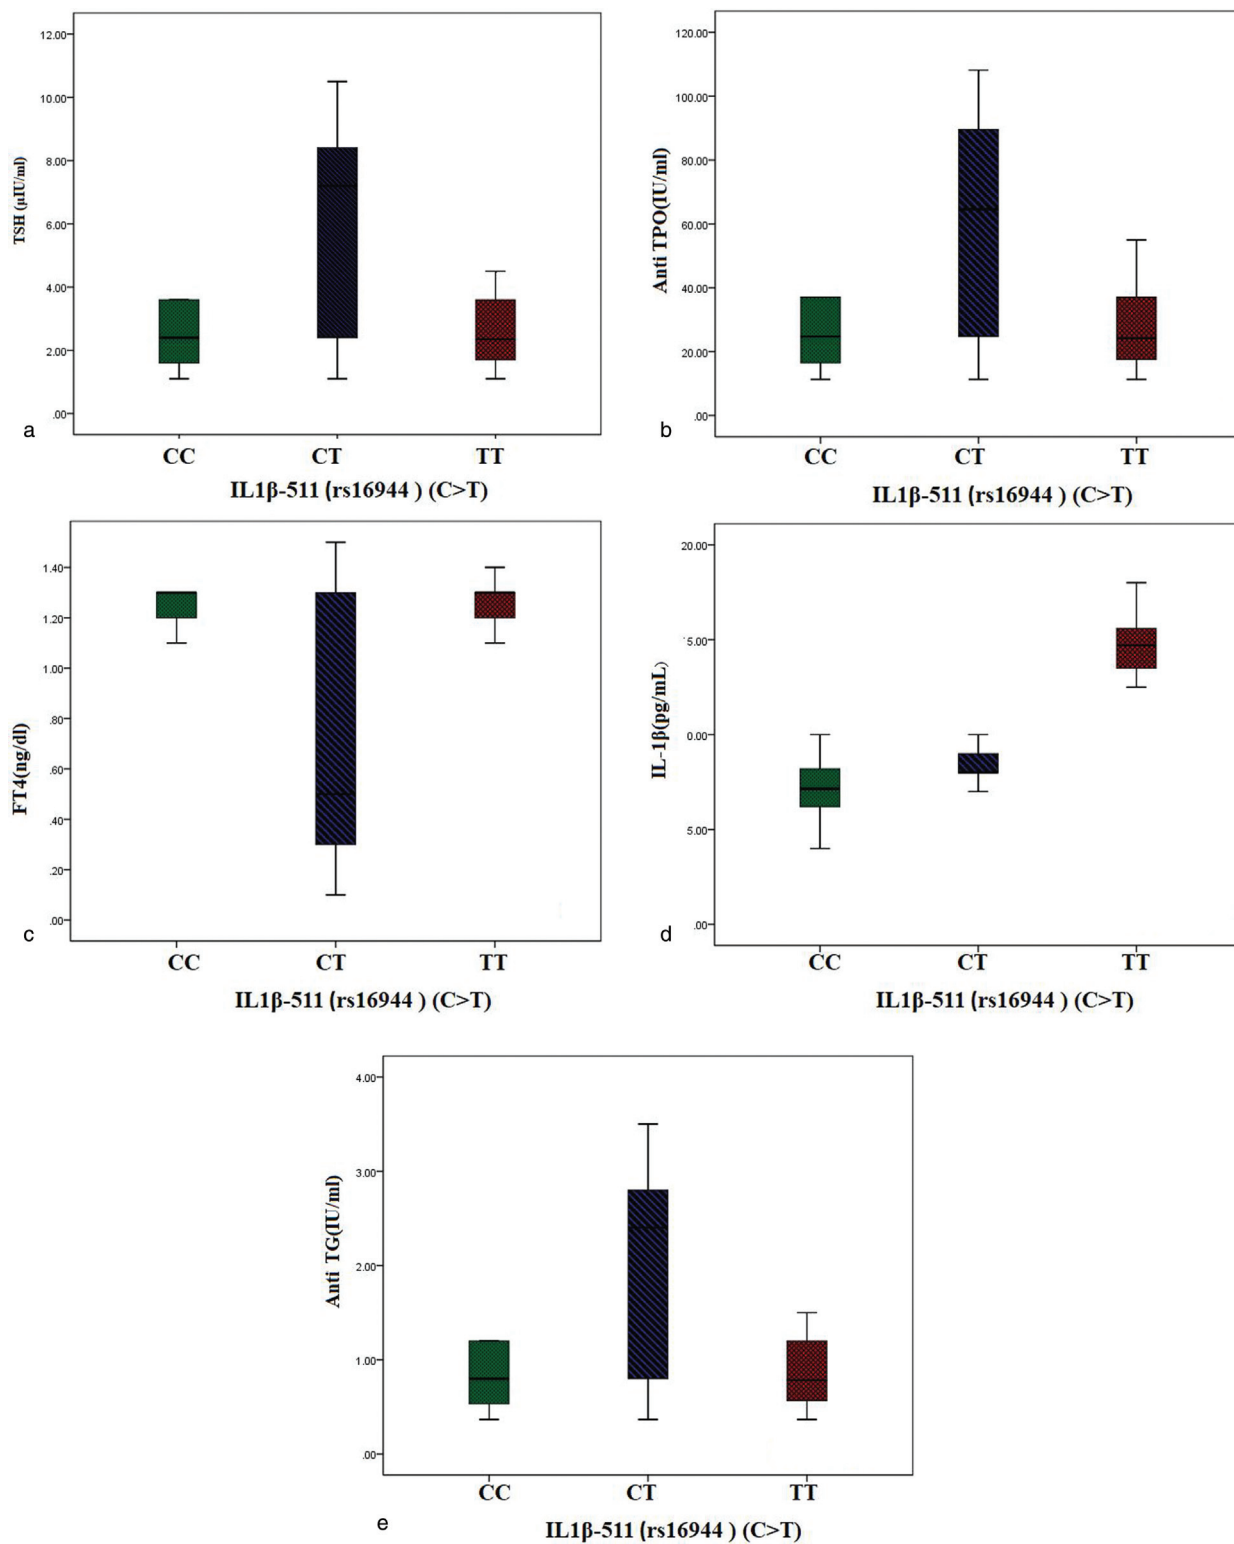 12.00
10.00
8.00
6.00
4.00
2.00
.00
TSH (µIU/ml)
a
CC CT TT
IL1β-511 (rs16944 ) (C>T)
120.00
100.00
80.00
60.00
40.00
20.00
.00
Anti TPO(IU/ml)
b
CC CT TT
IL1β-511 (rs16944 ) (C>T)
1.40
1.20
1.00
.80
.60
.40
.20
.00
FT4(ng/dl)
c
CC CT TT
IL1β-511 (rs16944 ) (C>T)
20.00
5.00
0.00
5.00
.00
IL-1β(pg/mL)
d
CC CT TT
IL1β-511 (rs16944 ) (C>T)
4.00
3.00
2.00
1.00
.00
Anti TG(IU/ml)
e
CC CT TT
IL1β-511 (rs16944 ) (C>T)